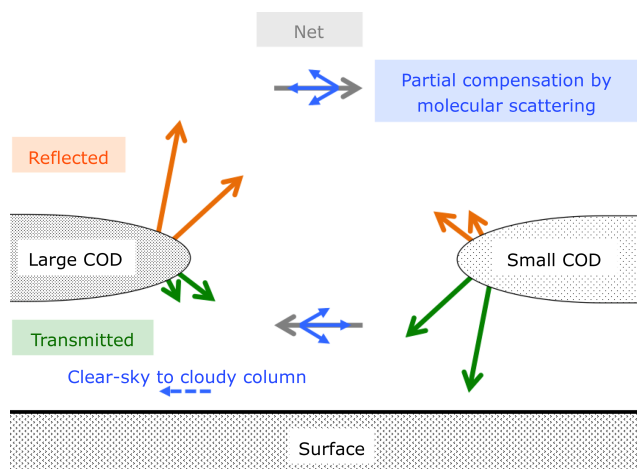 Net
Partial compensation by
molecular scattering
Reflected
Large COD
Small COD
Transmitted
Clear-sky to cloudy column
Surface